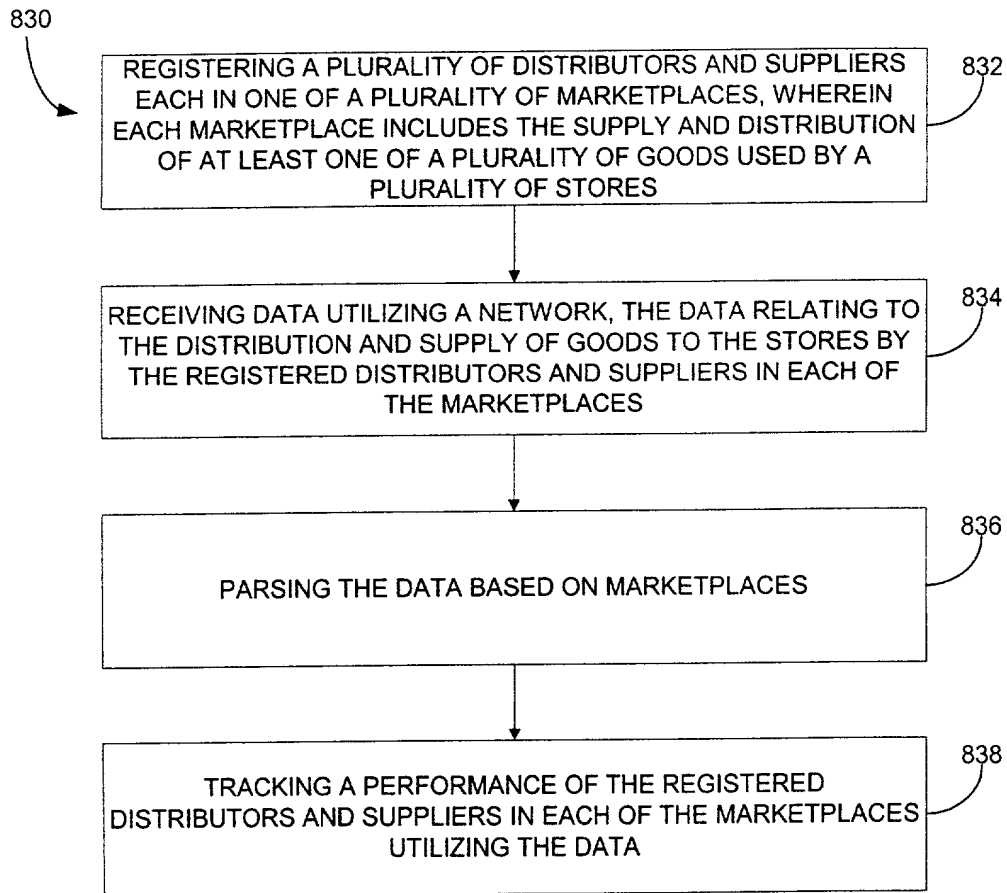 830
REGISTERING A PLURALITY OF DISTRIBUTORS AND SUPPLIERS
EACH IN ONE OF A PLURALITY OF MARKETPLACES, WHEREIN
EACH MARKETPLACE INCLUDES THE SUPPLY AND DISTRIBUTION
OF AT LEAST ONE OF A PLURALITY OF GOODS USED BY A
PLURALITY OF STORES
832
RECEIVING DATA UTILIZING A NETWORK, THE DATA RELATING TO
THE DISTRIBUTION AND SUPPLY OF GOODS TO THE STORES BY
THE REGISTERED DISTRIBUTORS AND SUPPLIERS IN EACH OF
THE MARKETPLACES
834
PARSING THE DATA BASED ON MARKETPLACES
836
TRACKING A PERFORMANCE OF THE REGISTERED
DISTRIBUTORS AND SUPPLIERS IN EACH OF THE MARKETPLACES
UTILIZING THE DATA
838